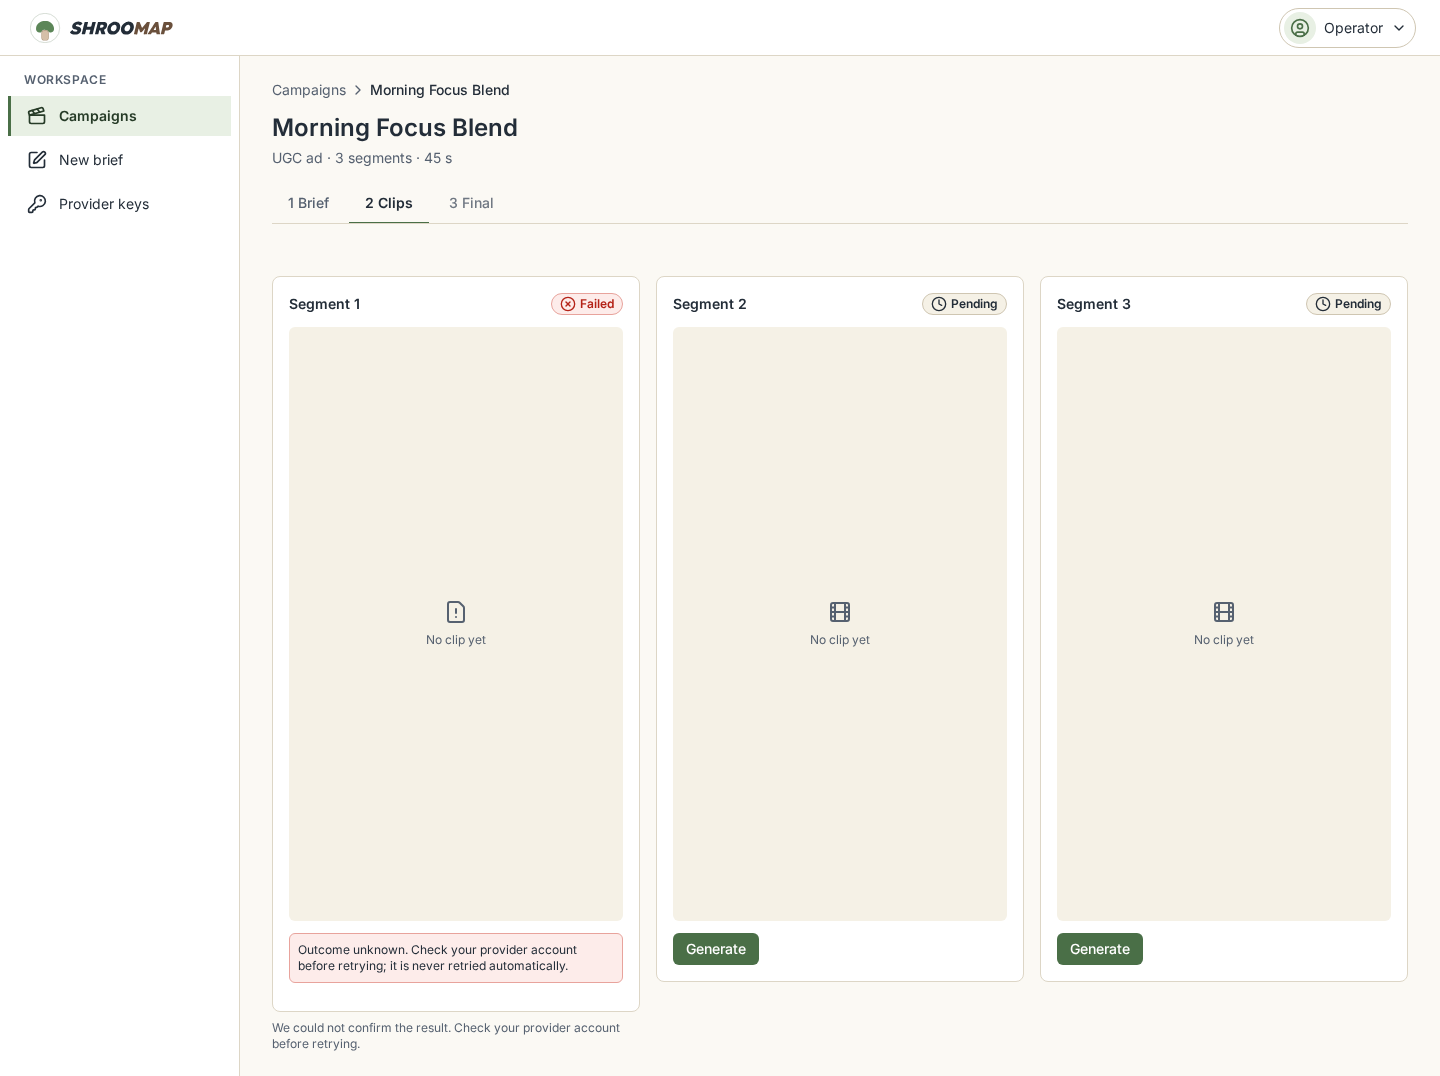 SHROOMAP
Operator
WORKSPACE
Campaigns
New brief
Provider keys
Campaigns > Morning Focus Blend
Morning Focus Blend
UGC ad · 3 segments · 45 s
1 Brief
2 Clips
3 Final
Segment 1
Failed
No clip yet
Outcome unknown. Check your provider account
before retrying; it is never retried automatically.
We could not confirm the result. Check your provider account
before retrying.
Segment 2
Pending
No clip yet
Generate
Segment 3
Pending
No clip yet
Generate